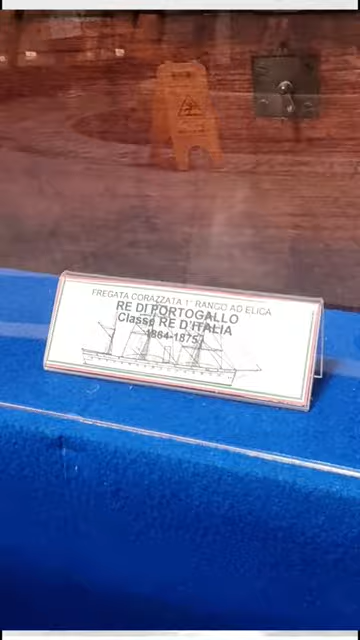 FREGATA CORAZZATA 1° RANGO AD ELICA
RE DI PORTOGALLO
Classe RE D'ITALIA
1864-1875